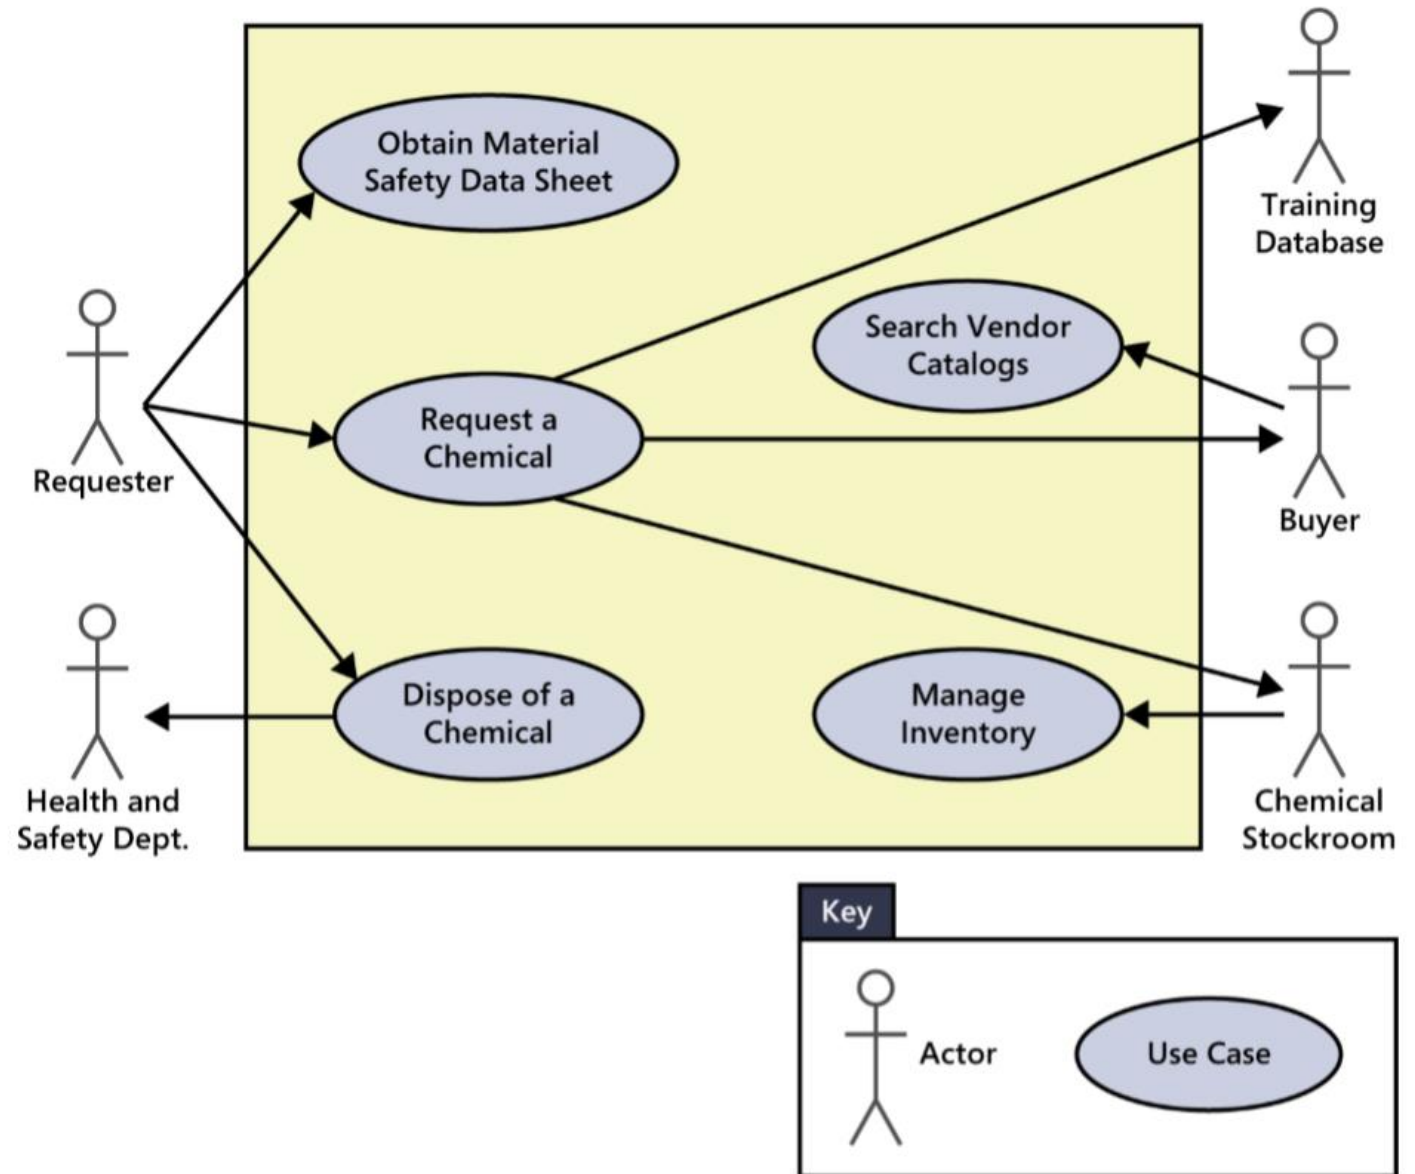 Obtain Material
Safety Data Sheet
Training
Database
Search Vendor
Catalogs
Request a
Chemical
Requester
Buyer
Dispose of a
Chemical
Manage
Inventory
Health and
Safety Dept.
Chemical
Stockroom
Key
Actor
Use Case